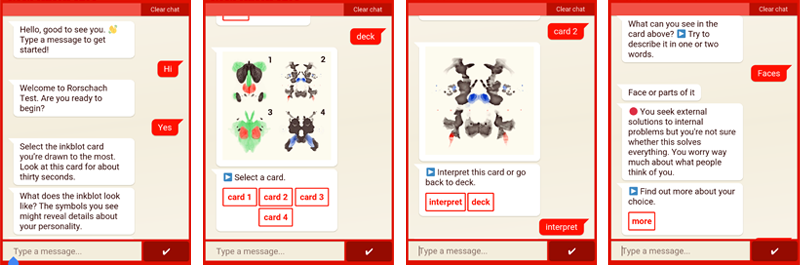 Clear chat
Hello, good to see you. 👋
Type a message to get
started!
Hi
Welcome to Rorschach
Test. Are you ready to
begin?
Yes
Select the inkblot card
you're drawn to the most.
Look at this card for about
thirty seconds.
What does the inkblot look
like? The symbols you see
might reveal details about
your personality.
Type a message...
Clear chat
deck
1
2
3
4
▶️ Select a card.
card 1
card 2
card 3
card 4
Type a message...
Clear chat
card 2
▶️ Interpret this card or go
back to deck.
interpret
deck
interpret
Type a message...
Clear chat
What can you see in the
card above? ▶️ Try to
describe it in one or two
words.
Faces
Face or parts of it
🔴 You seek external
solutions to internal
problems but you're not sure
whether this solves
everything. You worry way
much about what people
think of you.
▶️ Find out more about your
choice.
more
Type a message...